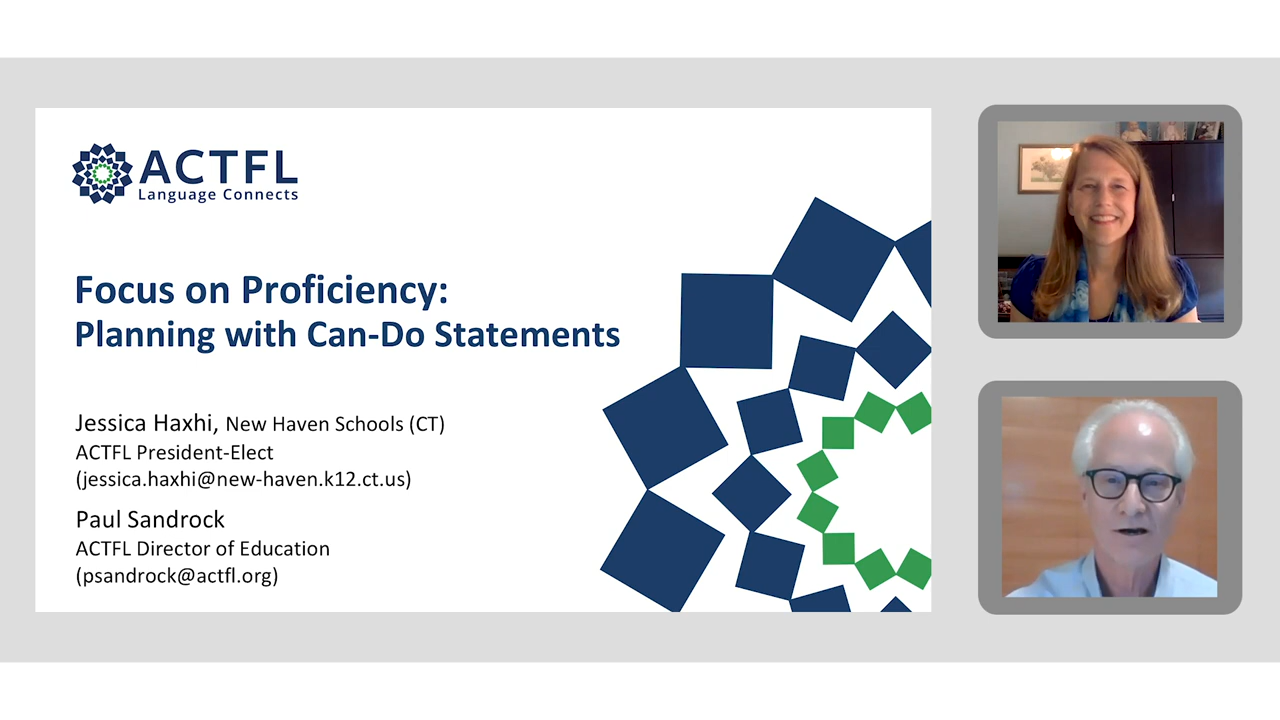 ACTFL
Language Connects
Focus on Proficiency:
Planning with Can-Do Statements
Jessica Haxhi, New Haven Schools (CT)
ACTFL President-Elect
(jessica.haxhi@new-haven.k12.ct.us)
Paul Sandrock
ACTFL Director of Education
(psandrock@actfl.org)